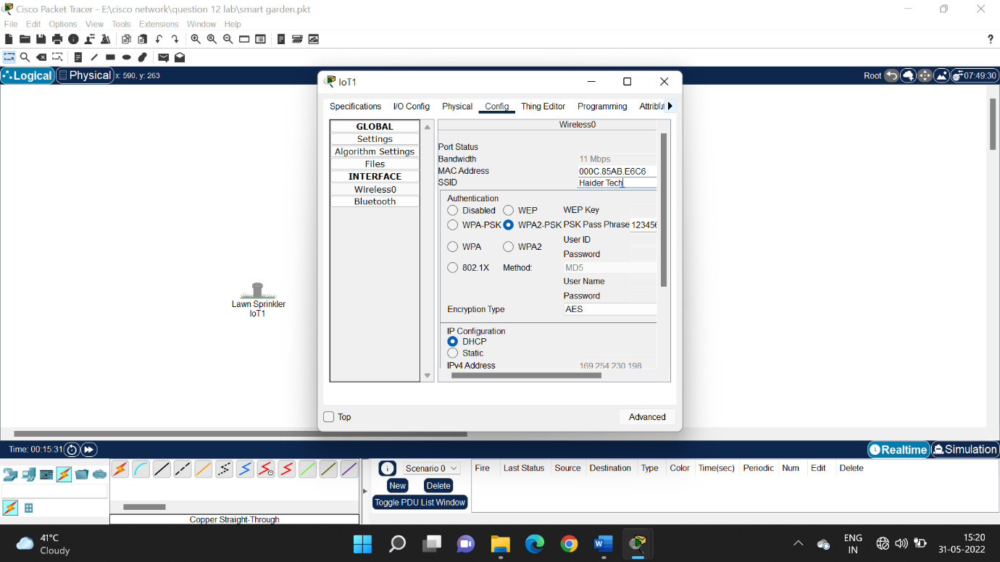 Cisco Packet Tracer - E:\cisco network\question 12 lab\smart garden.pkt
File Edit Options View Tools Extensions Window Help
?
Logical Physical x: 590, y: 263 Root 07:49:30
IoT1
Specifications I/O Config Physical Config Thing Editor Programming
GLOBAL
Settings
Algorithm Settings
Files
INTERFACE
Wireless0
Bluetooth
Wireless0
Port Status
Bandwidth 11 Mbps
MAC Address 000C.85AB.E6C6
SSID Haider Tech
Authentication
Disabled WEP WEP Key
WPA-PSK WPA2-PSK PSK Pass Phrase 123456
User ID
WPA WPA2
Password
802.1X Method: MD5
User Name
Password
Encryption Type AES
IP Configuration
DHCP
Static
IPv4 Address 169.254.230.198
Top Advanced
Lawn Sprinkler
IoT1
Time: 00:15:31 Realtime Simulation
Scenario 0
New Delete
Toggle PDU List Window
Fire Last Status Source Destination Type Color Time(sec) Periodic Num Edit Delete
Copper Straight-Through
41°C
Cloudy
ENG
IN
15:20
31-05-2022